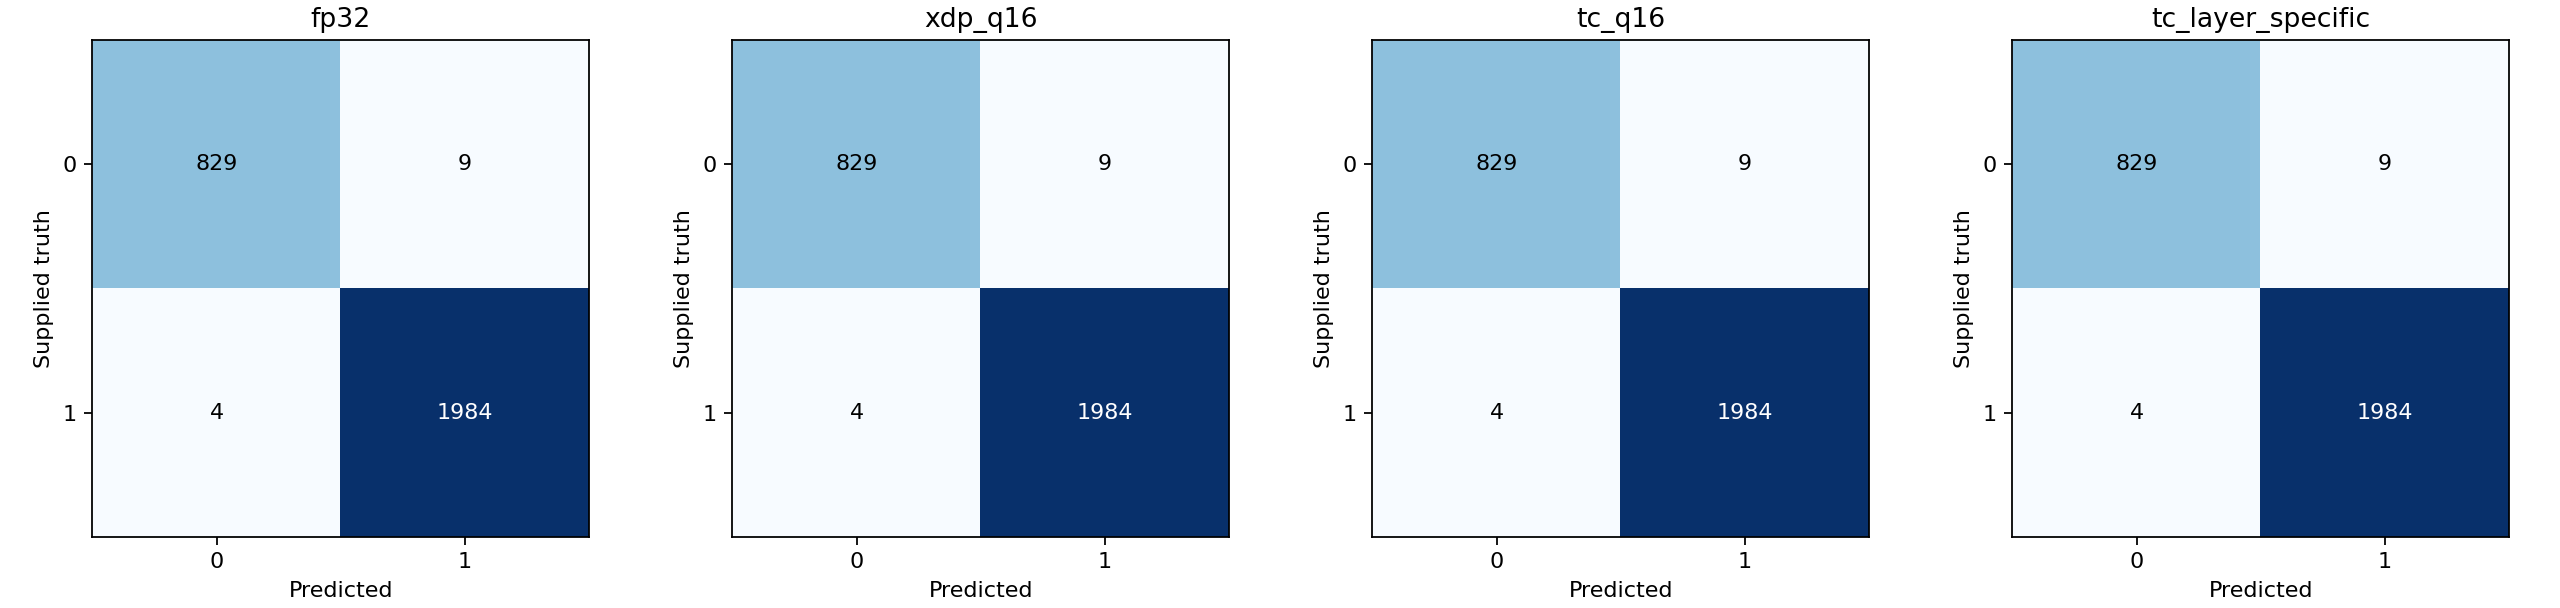 fp32
829 9
4 1984
0
1
0 1
Supplied truth
Predicted
xdp_q16
829 9
4 1984
0
1
0 1
Supplied truth
Predicted
tc_q16
829 9
4 1984
0
1
0 1
Supplied truth
Predicted
tc_layer_specific
829 9
4 1984
0
1
0 1
Supplied truth
Predicted